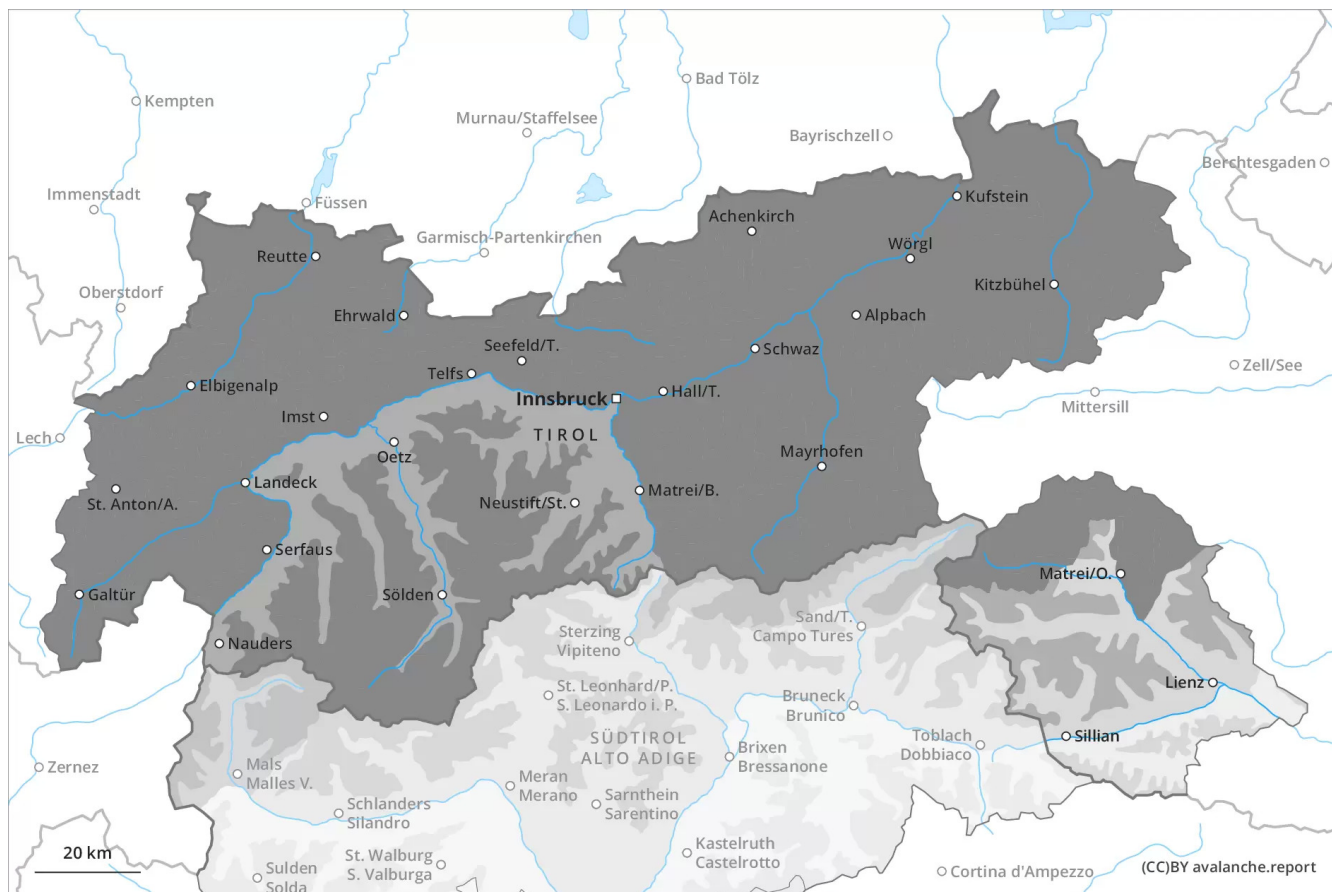 Kempten
Bad Tölz
Murnau/Staffelsee
Bayrischzell
Berchtesgaden
Immenstadt
Füssen
Kufstein
Achenkirch
Garmisch-Partenkirchen
Wörgl
Reutte
Kitzbühel
Oberstdorf
Ehrwald
Alpbach
Seefeld/T.
Schwaz
Zell/See
Telfs
Elbigenalp
Hall/T.
Innsbruck
Mittersill
Imst
TIROL
Lech
Oetz
Mayrhofen
Landeck
St. Anton/A.
Neustift/St.
Matrei/B.
Serfaus
Matrei/O.
Galtür
Sölden
Sand/T.
Campo Tures
Nauders
Sterzing
Vipiteno
Lienz
St. Leonhard/P.
S. Leonardo i. P.
Bruneck
Brunico
SÜDTIROL
ALTO ADIGE
Toblach
Dobbiaco
Sillian
Brixen
Bressanone
Zernez
Mals
Malles V.
Meran
Merano
Schlanders
Silandro
Sarnthein
Sarentino
20 km
St. Walburg
S. Valburga
Kastelruth
Castelrotto
Sulden
Solda
Cortina d'Ampezzo
(CC)BY avalanche.report